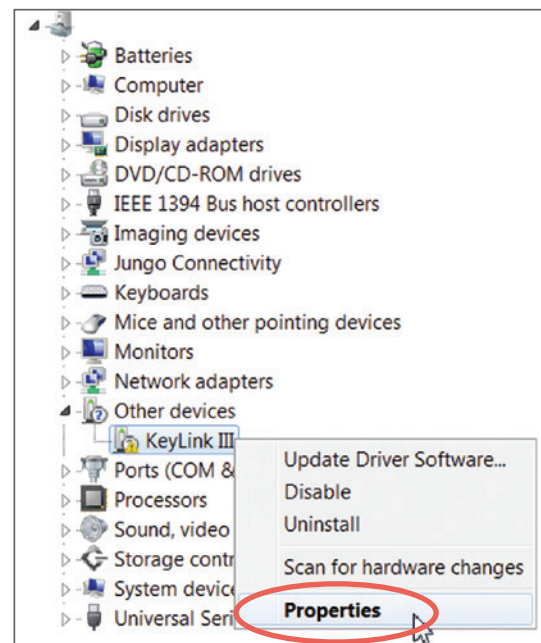 Batteries
Computer
Disk drives
Display adapters
DVD/CD-ROM drives
IEEE 1394 Bus host controllers
Imaging devices
Jungo Connectivity
Keyboards
Mice and other pointing devices
Monitors
Network adapters
Other devices
KeyLink III
Ports (COM &
Processors
Sound, video
Storage contr
System device
Universal Seri
Update Driver Software...
Disable
Uninstall
Scan for hardware changes
Properties